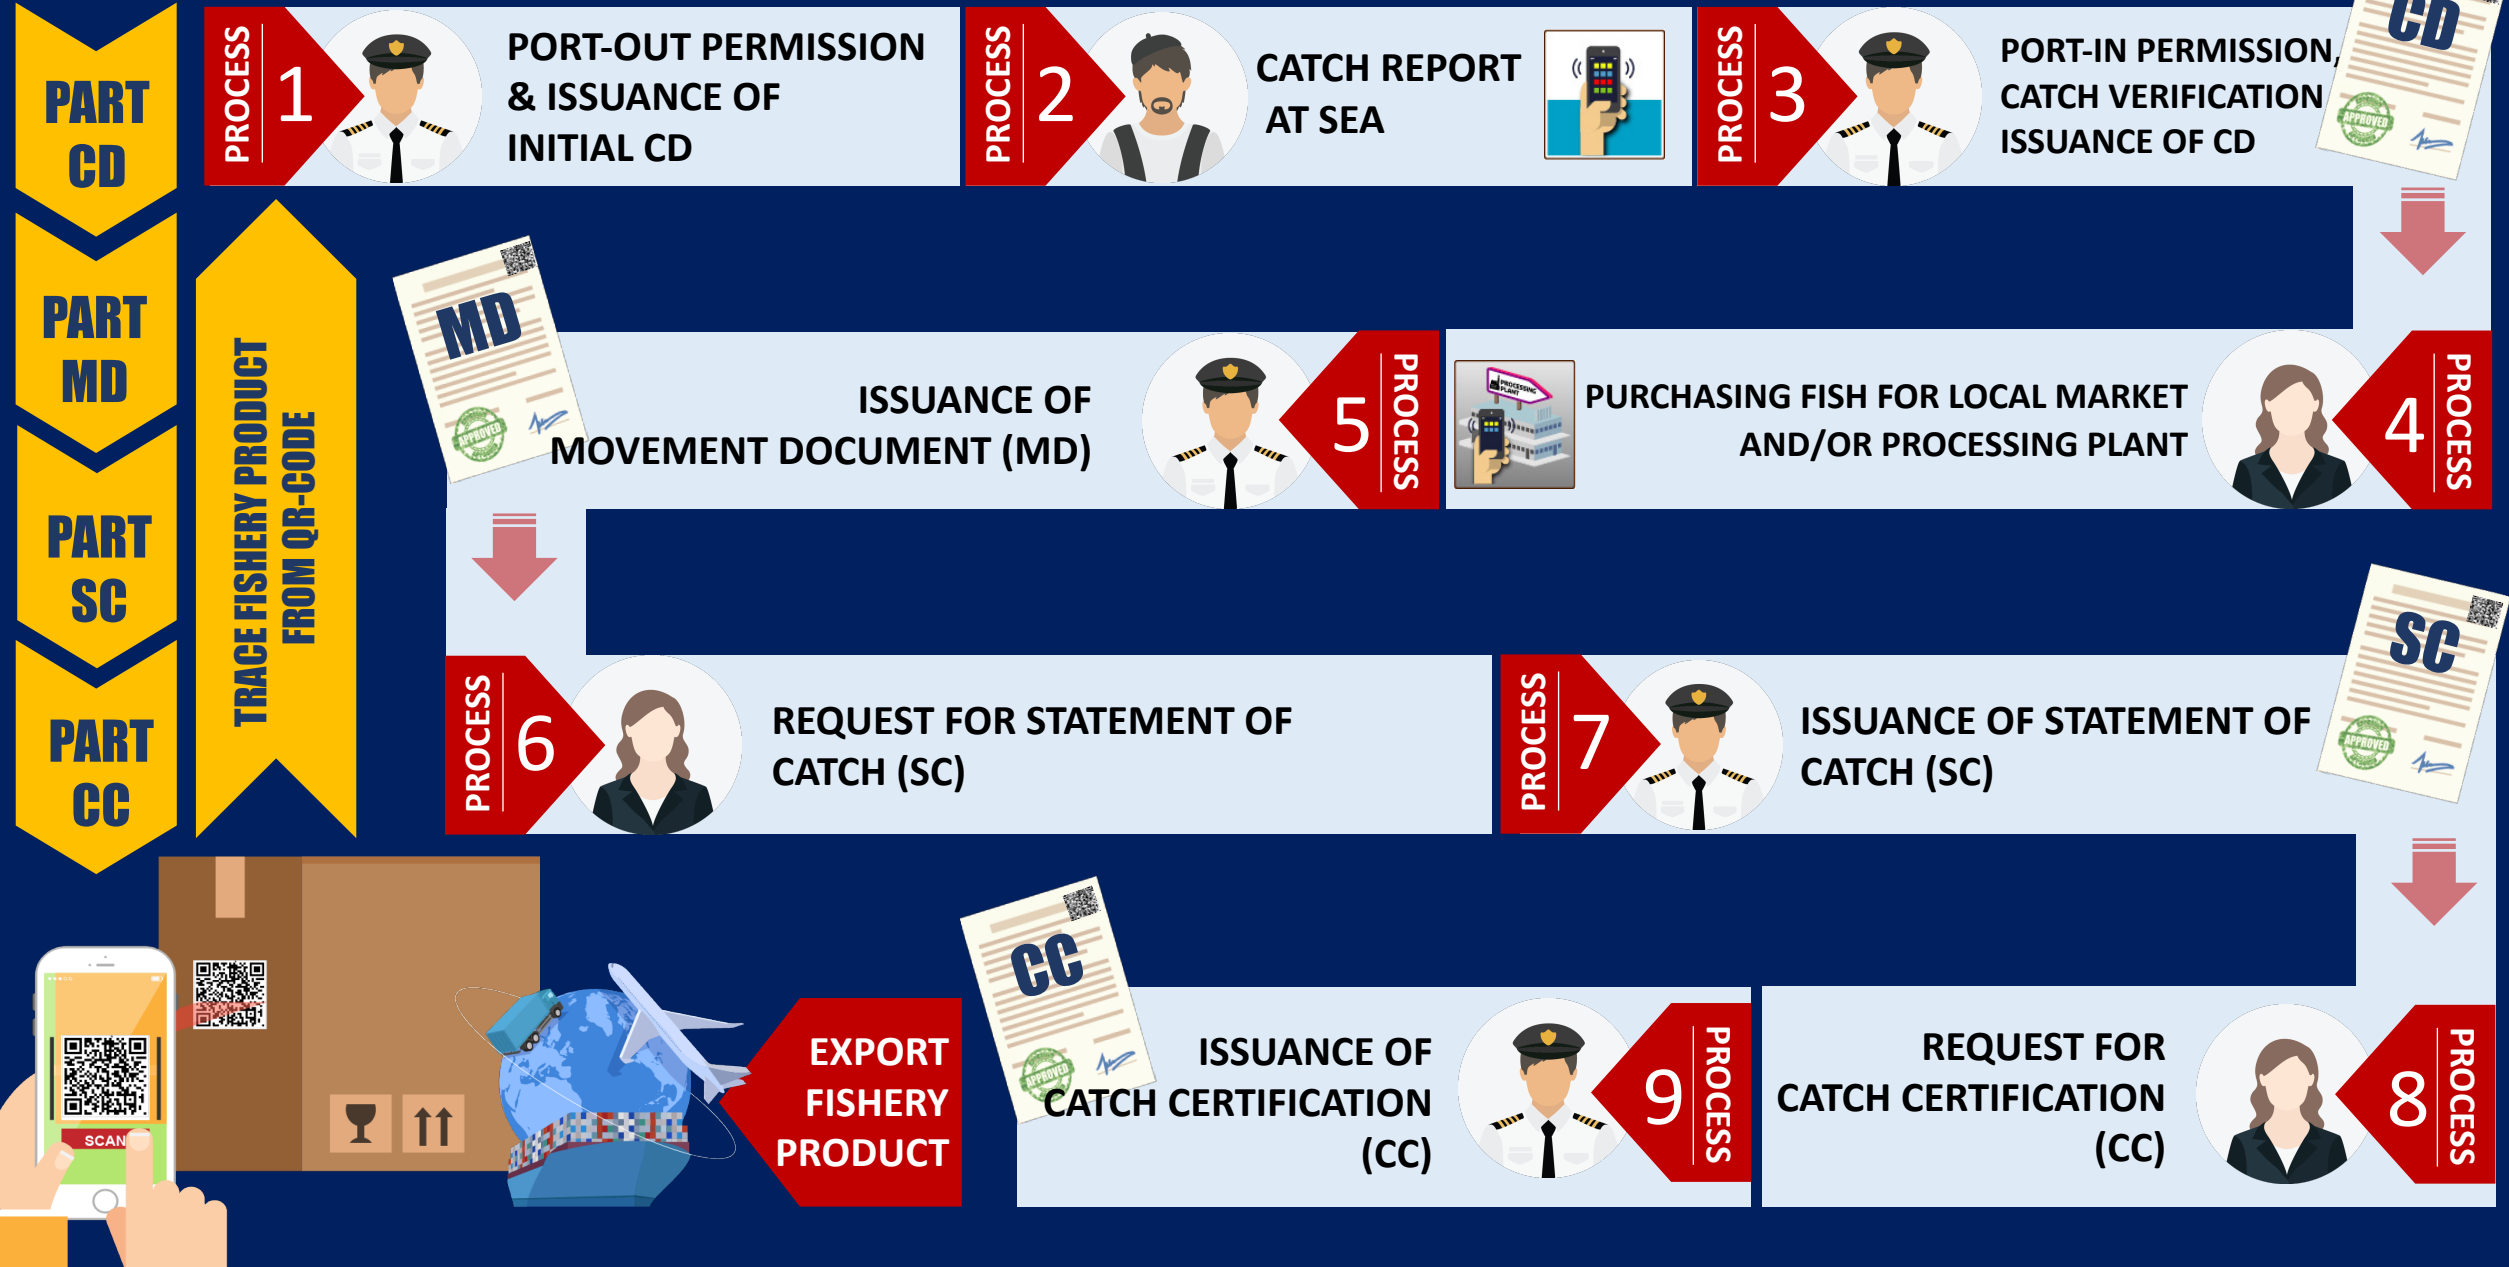 PART
CD
PART
MD
PART
SC
PART
CC
TRACE FISHERY PRODUCT
FROM QR-CODE
PROCESS
1
PORT-OUT PERMISSION
& ISSUANCE OF
INITIAL CD
PROCESS
2
CATCH REPORT
AT SEA
PROCESS
3
PORT-IN PERMISSION,
CATCH VERIFICATION
ISSUANCE OF CD
CD
APPROVED
PROCESS
4
PURCHASING FISH FOR LOCAL MARKET
AND/OR PROCESSING PLANT
PROCESSING
PLANT
PROCESS
5
ISSUANCE OF
MOVEMENT DOCUMENT (MD)
MD
APPROVED
PROCESS
6
REQUEST FOR STATEMENT OF
CATCH (SC)
PROCESS
7
ISSUANCE OF STATEMENT OF
CATCH (SC)
SC
APPROVED
PROCESS
8
REQUEST FOR
CATCH CERTIFICATION
(CC)
PROCESS
9
ISSUANCE OF
CATCH CERTIFICATION
(CC)
CC
APPROVED
EXPORT
FISHERY
PRODUCT
SCAN